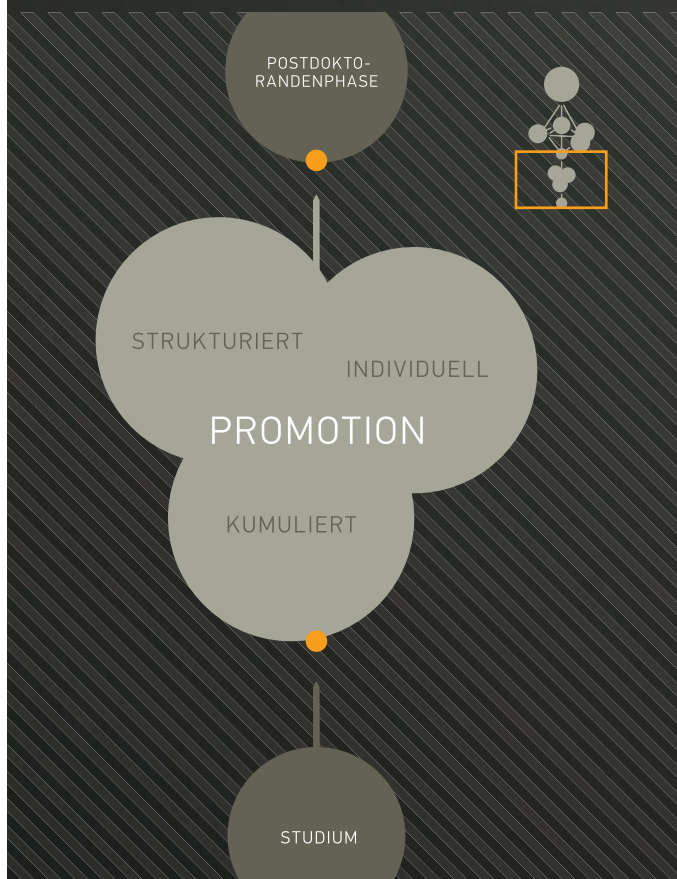 POSTDOKTO-
RANDENPHASE
STRUKTURIERT
INDIVIDUELL
PROMOTION
KUMULIERT
STUDIUM